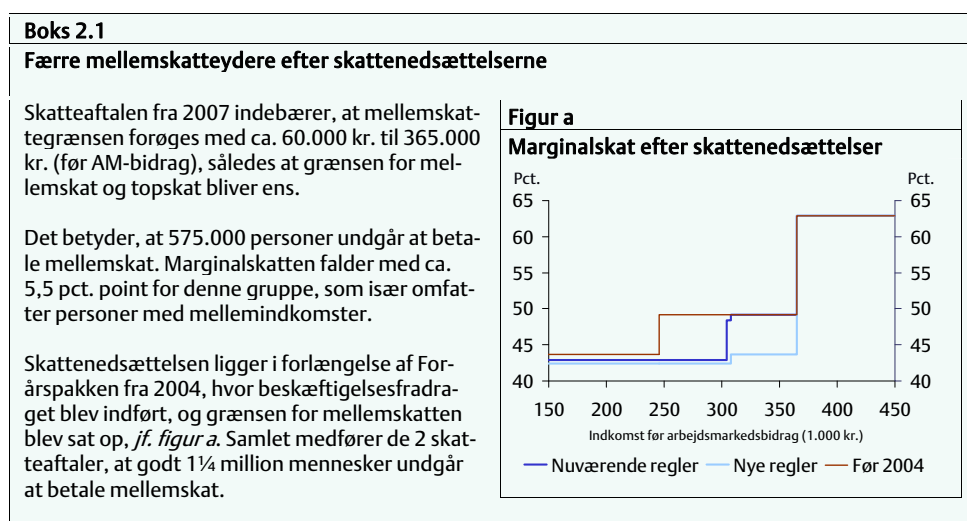 Boks 2.1
Færre mellemskatteydere efter skattenedsættelserne
Skatteaftalen fra 2007 indebærer, at mellemskat-
tegrænsen forøges med ca. 60.000 kr. til 365.000
kr. (før AM-bidrag), således at grænsen for mel-
lemskat og topskat bliver ens.
Det betyder, at 575.000 personer undgår at beta-
le mellemskat. Marginalskatten falder med ca.
5,5 pct. point for denne gruppe, som især omfat-
ter personer med mellemindkomster.
Skattenedsættelsen ligger i forlængelse af For-
årspakken fra 2004, hvor beskæftigelsesfradra-
get blev indført, og grænsen for mellemskatten
blev sat op, jf. figur a. Samlet medfører de 2 skat-
teaftaler, at godt 1¼ million mennesker undgår
at betale mellemskat.
Figur a
Marginalskat efter skattenedsættelser
Pct. Pct.
65 65
60 60
55 55
50 50
45 45
40 40
150 200 250 300 350 400 450
Indkomst før arbejdsmarkedsbidrag (1.000 kr.)
Nuværende regler Nye regler Før 2004